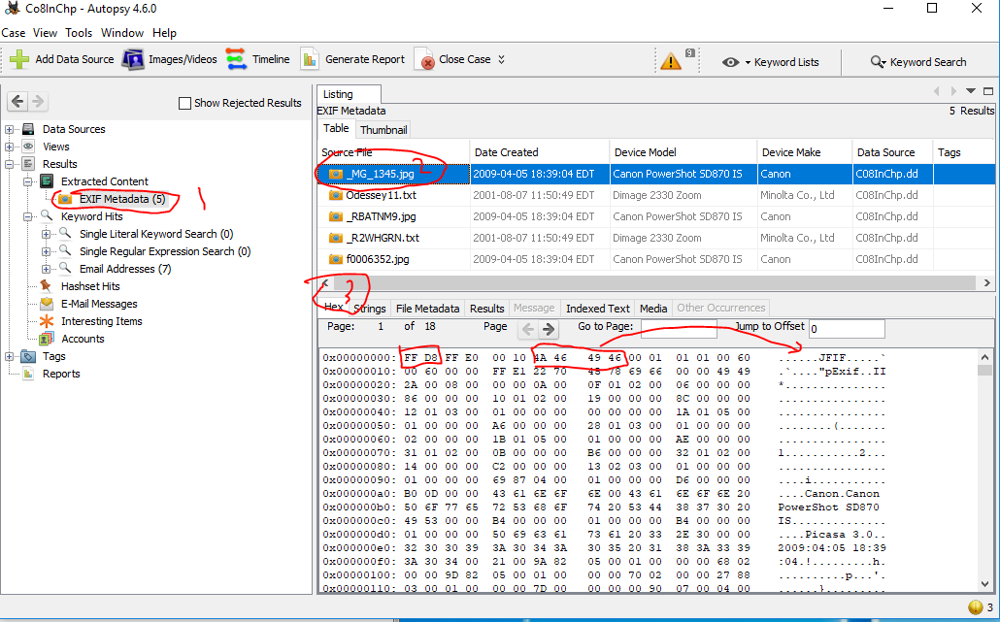 Co8InChp - Autopsy 4.6.0
Case View Tools Window Help
Add Data Source Images/Videos Timeline Generate Report Close Case 9 Keyword Lists Keyword Search
Show Rejected Results
Data Sources
Views
Results
Extracted Content
EXIF Metadata (5) 1
Keyword Hits
Single Literal Keyword Search (0)
Single Regular Expression Search (0)
Email Addresses (7)
Hashset Hits
E-Mail Messages
Interesting Items
Accounts
Tags
Reports
Listing
EXIF Metadata 5 Results
Table Thumbnail
Source File Date Created Device Model Device Make Data Source Tags
_MG_1345.jpg 2 2009-04-05 18:39:04 EDT Canon PowerShot SD870 IS Canon C08InChp.dd
Odessey11.txt 2001-08-07 11:50:49 EDT Dimage 2330 Zoom Minolta Co., Ltd C08InChp.dd
_RBATNM9.jpg 2009-04-05 18:39:04 EDT Canon PowerShot SD870 IS Canon C08InChp.dd
_R2WHGRN.txt 2001-08-07 11:50:49 EDT Dimage 2330 Zoom Minolta Co., Ltd C08InChp.dd
f0006352.jpg 2009-04-05 18:39:04 EDT Canon PowerShot SD870 IS Canon C08InChp.dd
3
Hex Strings File Metadata Results Message Indexed Text Media Other Occurrences
Page: 1 of 18 Page Go to Page: Jump to Offset 0
0x00000000: FF D8 FF E0 00 10 4A 46 49 46 00 01 01 01 00 60 ......JFIF.....`
0x00000010: 00 60 00 00 FF E1 22 70 45 78 69 66 00 00 49 49 .`...."pExif..II
0x00000020: 2A 00 08 00 00 00 0A 00 0F 01 02 00 06 00 00 00 *...............
0x00000030: 86 00 00 00 10 01 02 00 19 00 00 00 8C 00 00 00 ................
0x00000040: 12 01 03 00 01 00 00 00 00 00 00 00 1A 01 05 00 ................
0x00000050: 01 00 00 00 A6 00 00 00 28 01 03 00 01 00 00 00 ........(.......
0x00000060: 02 00 00 00 1B 01 05 00 01 00 00 00 AE 00 00 00 ................
0x00000070: 31 01 02 00 0B 00 00 00 B6 00 00 00 32 01 02 00 1...........2...
0x00000080: 14 00 00 00 C2 00 00 00 13 02 03 00 01 00 00 00 ................
0x00000090: 01 00 00 00 69 87 04 00 01 00 00 00 D6 00 00 00 ....i...........
0x000000a0: B0 0D 00 00 43 61 6E 6F 6E 00 43 61 6E 6F 6E 20 ....Canon.Canon
0x000000b0: 50 6F 77 65 72 53 68 6F 74 20 53 44 38 37 30 20 PowerShot SD870
0x000000c0: 49 53 00 00 B4 00 00 00 01 00 00 00 B4 00 00 00 IS..............
0x000000d0: 01 00 00 00 50 69 63 61 73 61 20 33 2E 30 00 00 ....Picasa 3.0..
0x000000e0: 32 30 30 39 3A 30 34 3A 30 35 20 31 38 3A 33 39 2009:04:05 18:39
0x000000f0: 3A 30 34 00 21 00 9A 82 05 00 01 00 00 00 68 02 :04.!.........h.
0x00000100: 00 00 9D 82 05 00 01 00 00 00 70 02 00 00 27 88 ..........p...'.
0x00000110: 03 00 01 00 00 00 7D 00 00 00 00 90 07 00 04 00 ......}.........
3